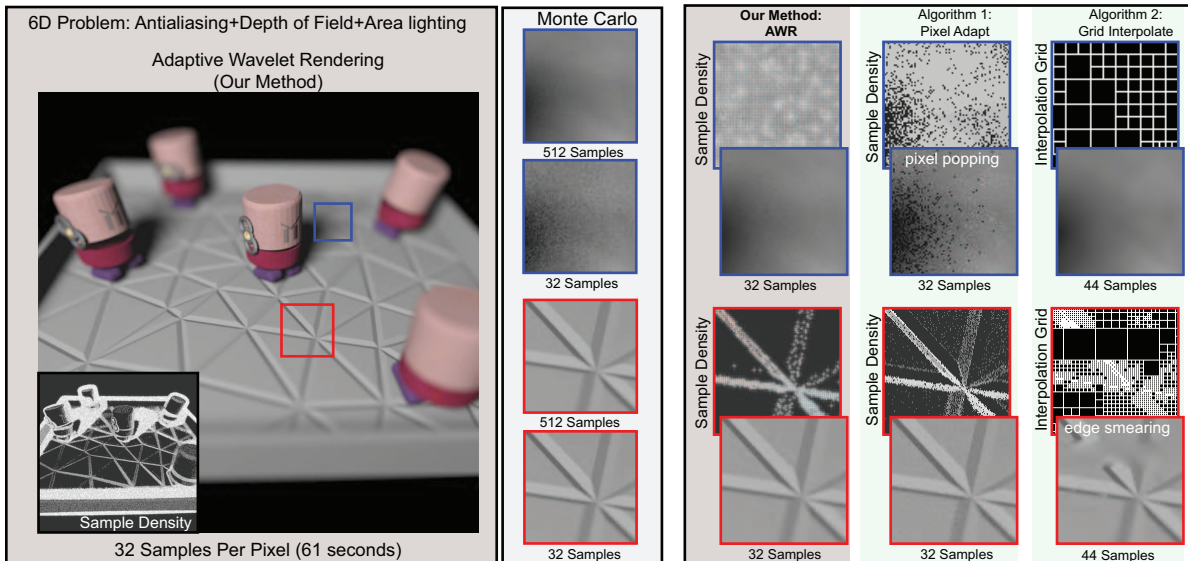 6D Problem: Antialiasing+Depth of Field+Area lighting
Adaptive Wavelet Rendering
(Our Method)
Sample Density
32 Samples Per Pixel (61 seconds)
Monte Carlo
512 Samples
32 Samples
512 Samples
32 Samples
Our Method:
AWR
Sample Density
32 Samples
Sample Density
32 Samples
Algorithm 1:
Pixel Adapt
Sample Density
pixel popping
32 Samples
Sample Density
32 Samples
Algorithm 2:
Grid Interpolate
Interpolation Grid
44 Samples
Interpolation Grid
edge smearing
44 Samples